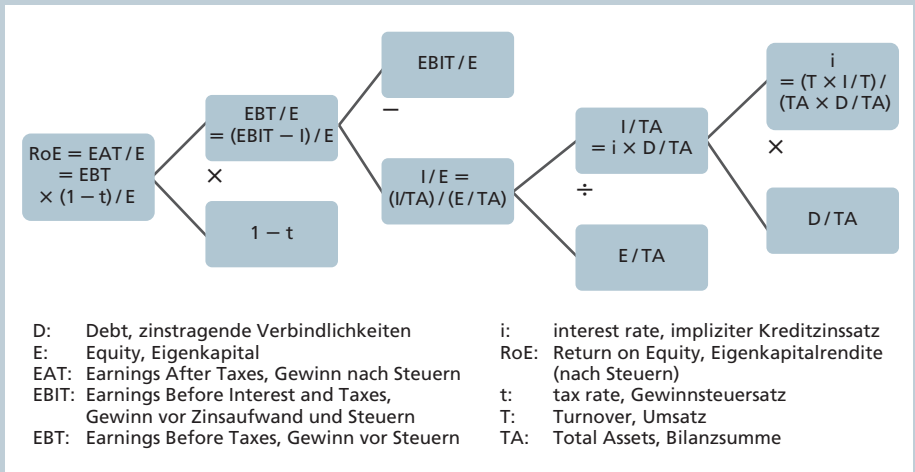 RoE = EAT / E
= EBT
× (1 − t) / E
EBT / E
= (EBIT − I) / E
×
1 − t
EBIT / E
−
I / E =
(I/TA) / (E / TA)
I / TA
= i × D / TA
÷
E / TA
i
= (T × I / T) /
(TA × D / TA)
×
D / TA
D: Debt, zinstragende Verbindlichkeiten
E: Equity, Eigenkapital
EAT: Earnings After Taxes, Gewinn nach Steuern
EBIT: Earnings Before Interest and Taxes,
Gewinn vor Zinsaufwand und Steuern
EBT: Earnings Before Taxes, Gewinn vor Steuern
i: interest rate, impliziter Kreditzinssatz
RoE: Return on Equity, Eigenkapitalrendite
(nach Steuern)
t: tax rate, Gewinnsteuersatz
T: Turnover, Umsatz
TA: Total Assets, Bilanzsumme